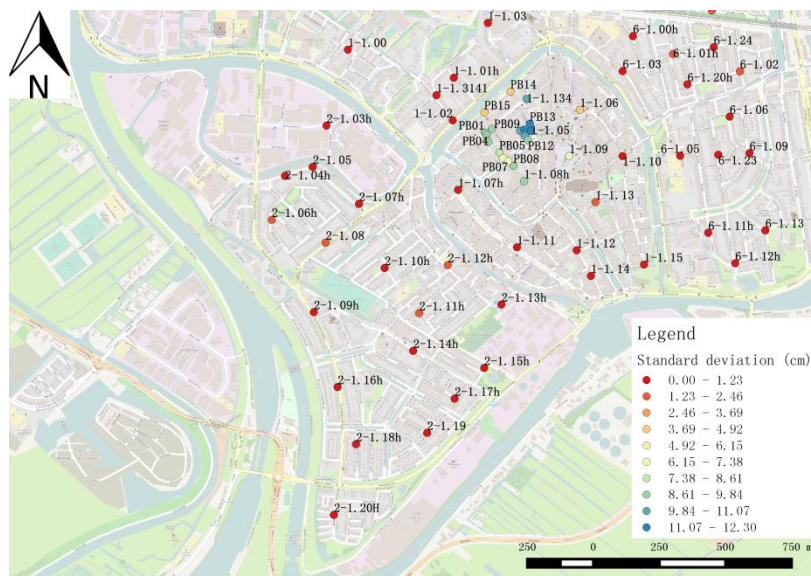 1-1.03
1-1.00
6-1.00h
6-1.24
6-1.01h
N
1-1.01h
6-1.03
6-1.02
6-1.20h
1-1.3141
PB14
1-1.134
1-1.06
PB15
6-1.06
1-1.02
2-1.03h
PB01
PB09
PB13
1-1.05
PB04
PB05
PB12
PB08
PB07
1-1.09
1-1.10
6-1.05
6-1.23
6-1.09
2-1.05
2-1.04h
1-1.08h
1-1.07h
2-1.07h
1-1.13
2-1.06h
6-1.11h
6-1.13
2-1.08
1-1.11
1-1.12
2-1.10h
2-1.12h
1-1.14
1-1.15
6-1.12h
2-1.09h
2-1.11h
2-1.13h
2-1.14h
2-1.15h
2-1.16h
2-1.17h
2-1.18h
2-1.19
2-1.20H
Legend
Standard deviation (cm)
0.00 - 1.23
1.23 - 2.46
2.46 - 3.69
3.69 - 4.92
4.92 - 6.15
6.15 - 7.38
7.38 - 8.61
8.61 - 9.84
9.84 - 11.07
11.07 - 12.30
250 0 250 500 750 m